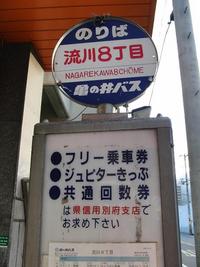 のりば
流川8丁目
NAGAREKAWA8CHŌME
亀の井バス
●フリー乗車券
●ジュピターきっぷ
●共通回数券
は県信用別府支店で
お求め下さい